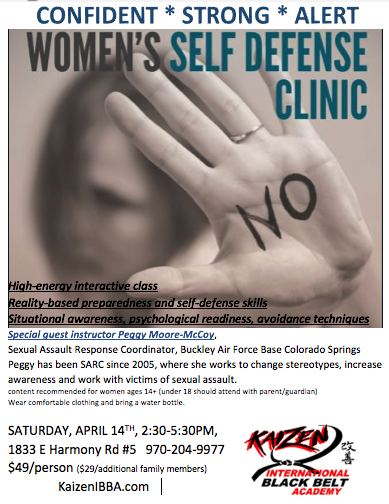 CONFIDENT * STRONG * ALERT
WOMEN'S SELF DEFENSE
CLINIC
NO
High-energy interactive class
Reality-based preparedness and self-defense skills
Situational awareness, psychological readiness, avoidance techniques
Special guest instructor Peggy Moore-McCoy,
Sexual Assault Response Coordinator, Buckley Air Force Base Colorado Springs
Peggy has been SARC since 2005, where she works to change stereotypes, increase
awareness and work with victims of sexual assault.
content recommended for women ages 14+ (under 18 should attend with parent/guardian)
Wear comfortable clothing and bring a water bottle.
SATURDAY, APRIL 14TH, 2:30-5:30PM,
1833 E Harmony Rd #5 970-204-9977
$49/person ($29/additional family members)
KaizenIBBA.com
KAIZEN
改善
INTERNATIONAL
BLACK BELT
ACADEMY